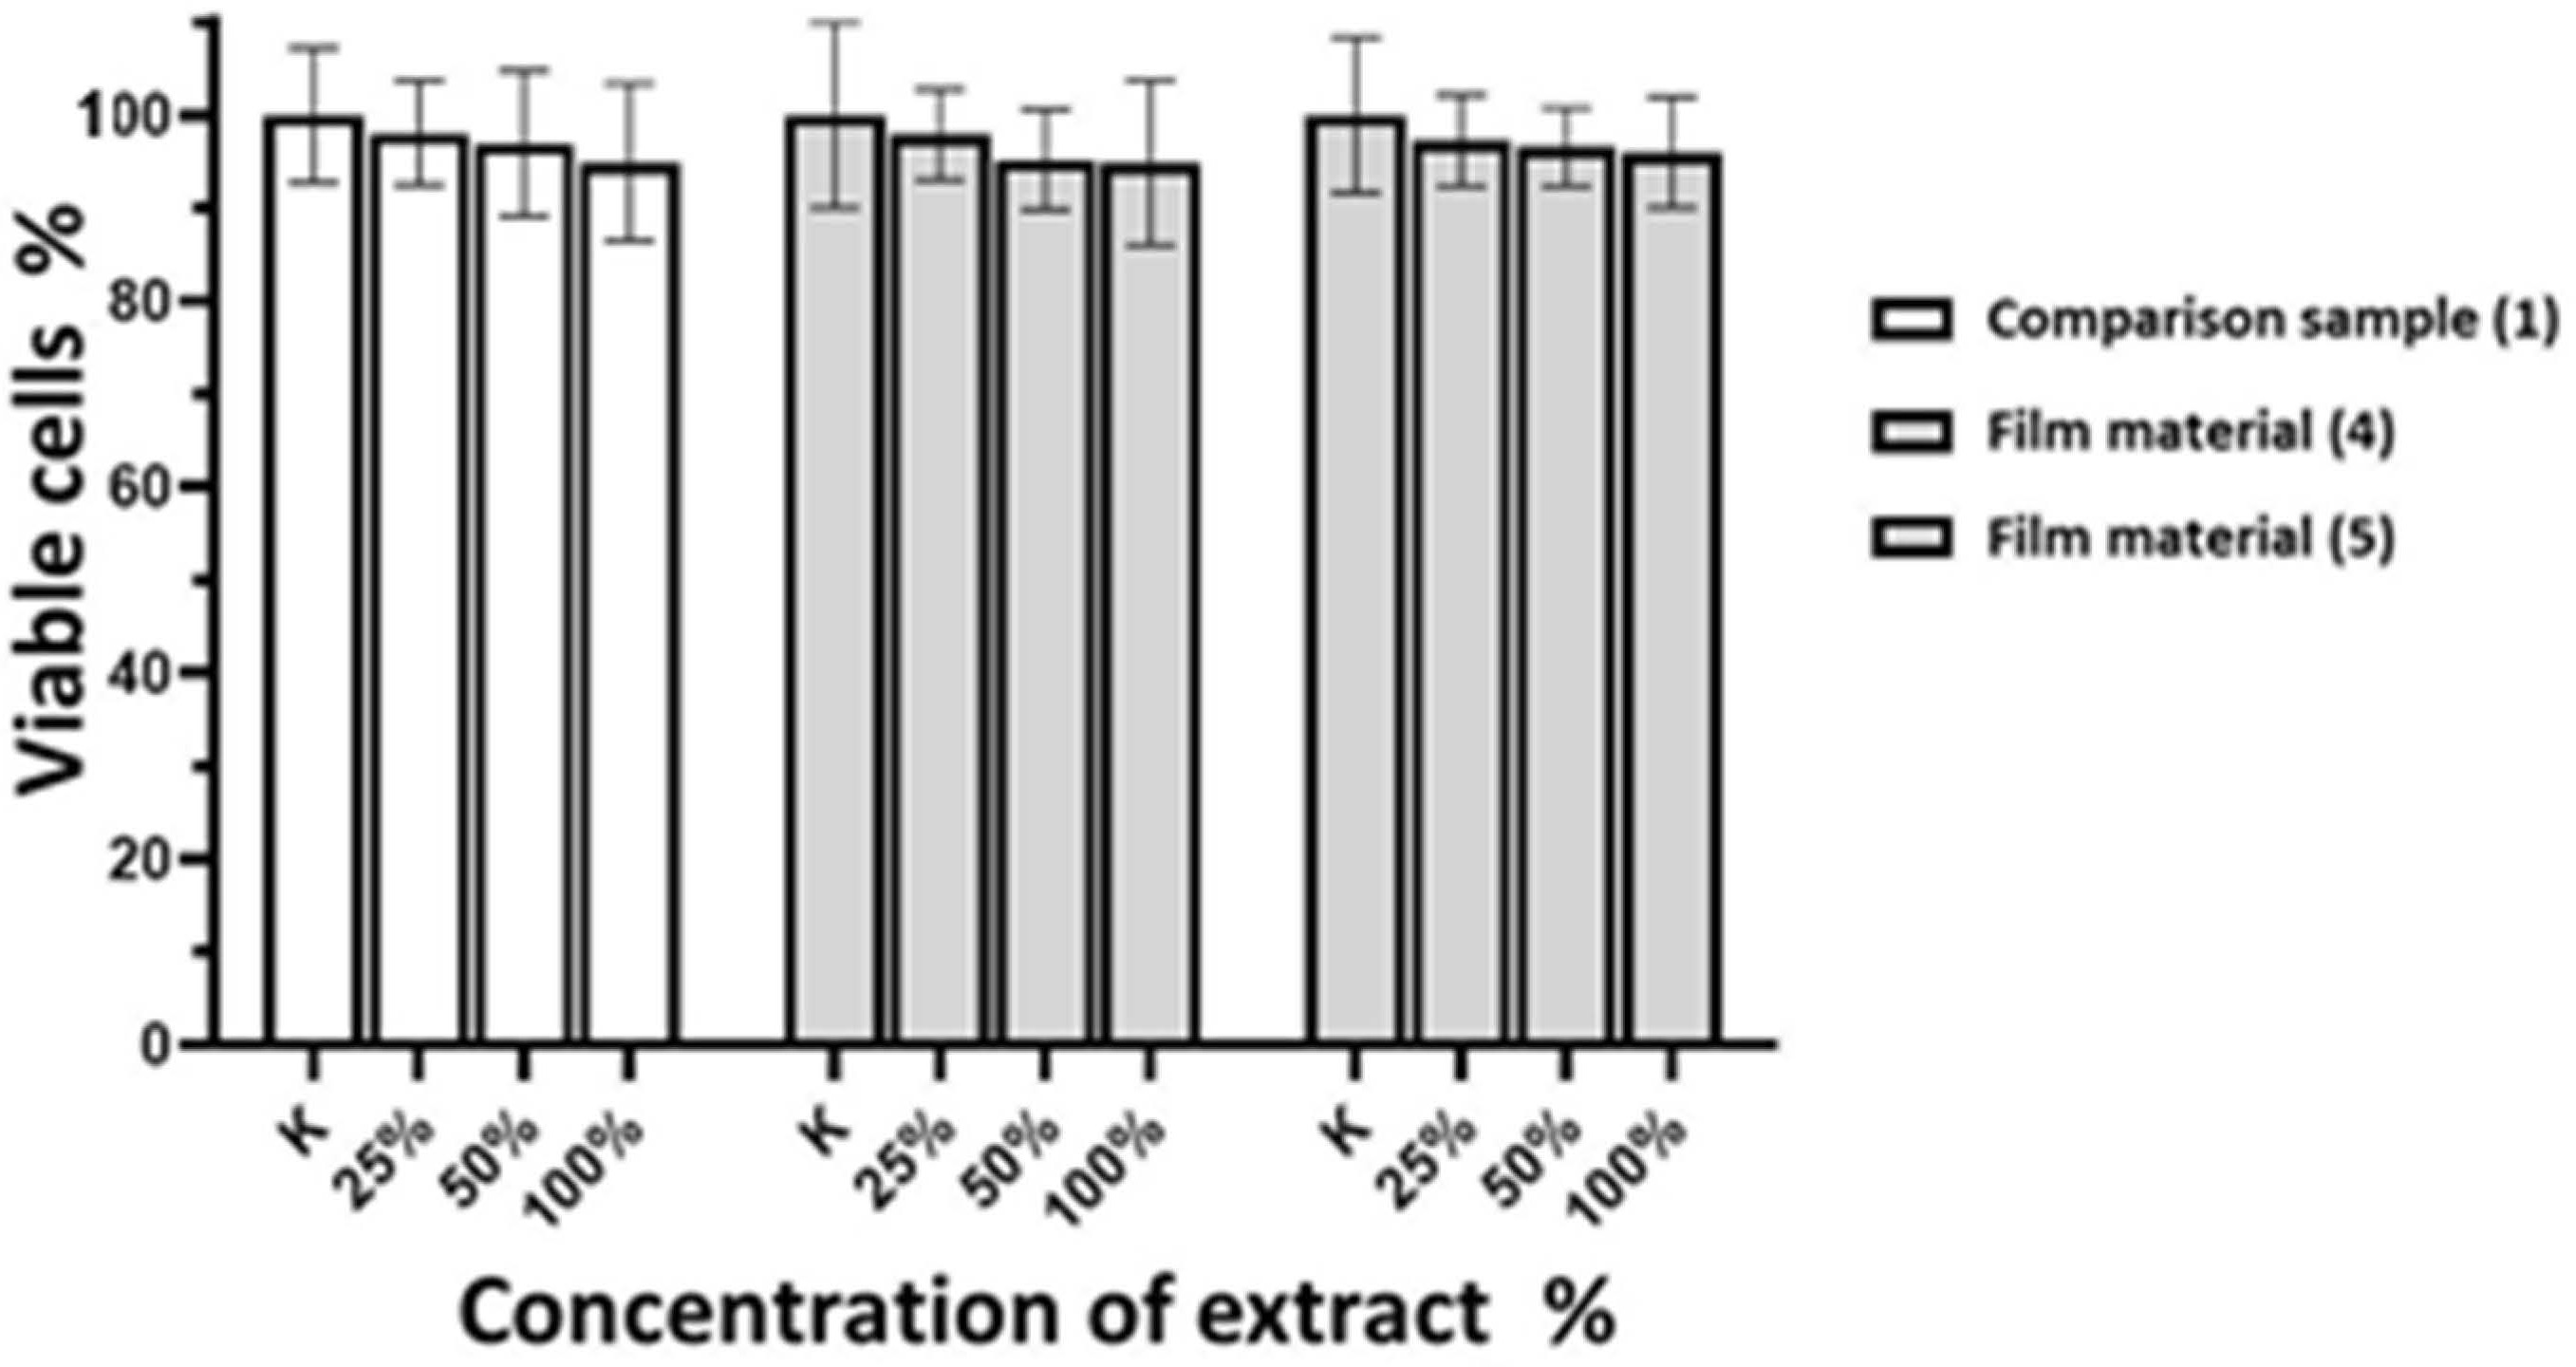 Viable cells %
100
80
60
40
20
0
K 25% 50% 100% K 25% 50% 100% K 25% 50% 100%
Concentration of extract %
Comparison sample (1)
Film material (4)
Film material (5)